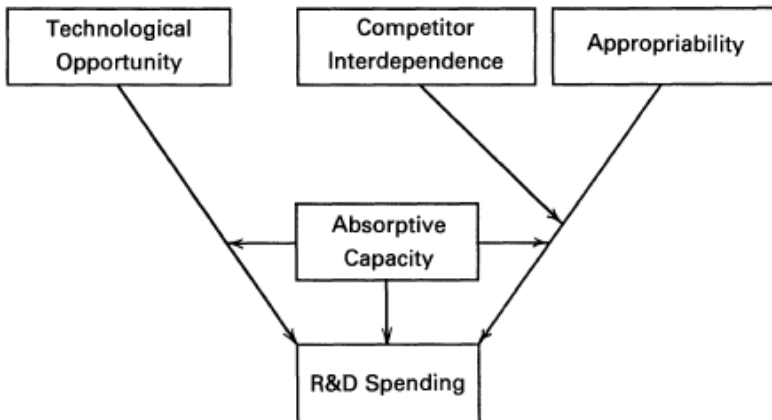 Technological
Opportunity
Competitor
Interdependence
Appropriability
Absorptive
Capacity
R&D Spending